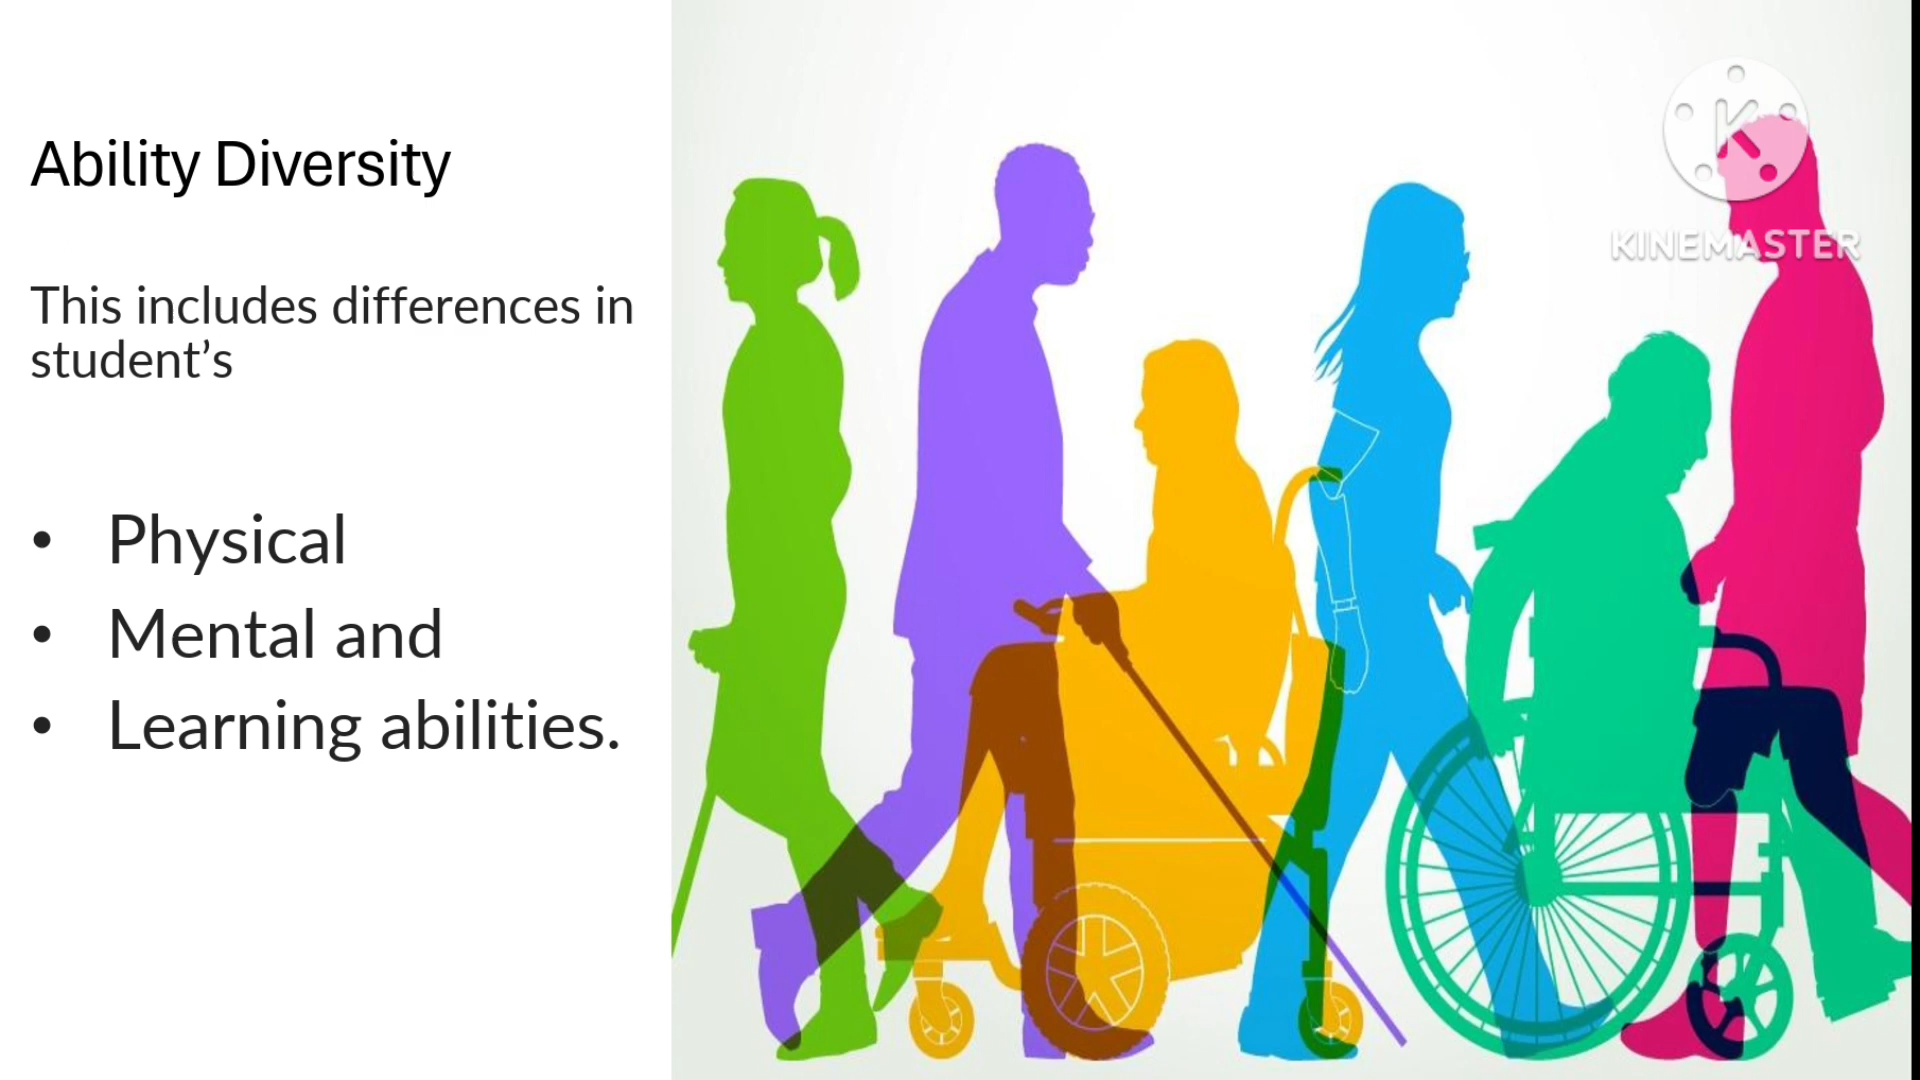 Ability Diversity
This includes differences in
student’s
• Physical
• Mental and
• Learning abilities.
K
KINEMASTER